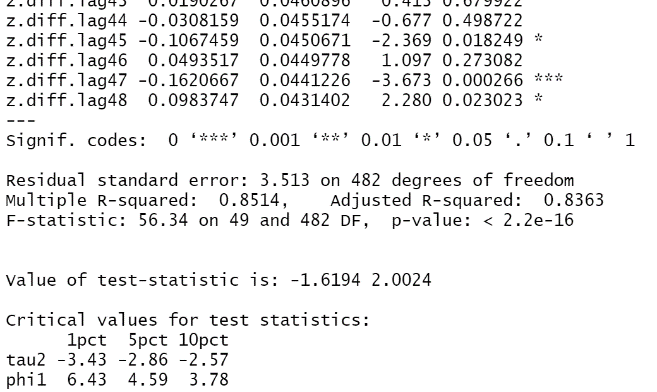 z.diff.lag43 0.0190267 0.0460896 0.413 0.679922
z.diff.lag44 -0.0308159 0.0455174 -0.677 0.498722
z.diff.lag45 -0.1067459 0.0450671 -2.369 0.018249 *
z.diff.lag46 0.0493517 0.0449778 1.097 0.273082
z.diff.lag47 -0.1620667 0.0441226 -3.673 0.000266 ***
z.diff.lag48 0.0983747 0.0431402 2.280 0.023023 *
---
Signif. codes: 0 ‘***’ 0.001 ‘**’ 0.01 ‘*’ 0.05 ‘.’ 0.1 ‘ ’ 1
Residual standard error: 3.513 on 482 degrees of freedom
Multiple R-squared: 0.8514, Adjusted R-squared: 0.8363
F-statistic: 56.34 on 49 and 482 DF, p-value: < 2.2e-16
Value of test-statistic is: -1.6194 2.0024
Critical values for test statistics:
1pct 5pct 10pct
tau2 -3.43 -2.86 -2.57
phi1 6.43 4.59 3.78